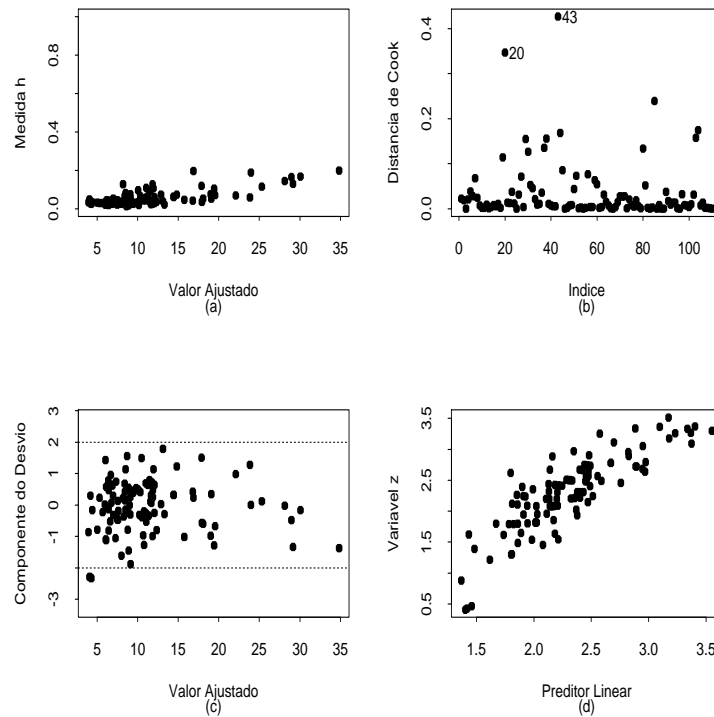 Medida h
0.0 0.4 0.8
5 10 15 20 25 30 35
Valor Ajustado
(a)
Distancia de Cook
0.0 0.2 0.4
43
20
0 20 40 60 80 100
Indice
(b)
Componente do Desvio
-3 -2 0 2 3
5 10 15 20 25 30 35
Valor Ajustado
(c)
Variavel z
0.5 1.5 2.5 3.5
1.5 2.0 2.5 3.0 3.5
Preditor Linear
(d)